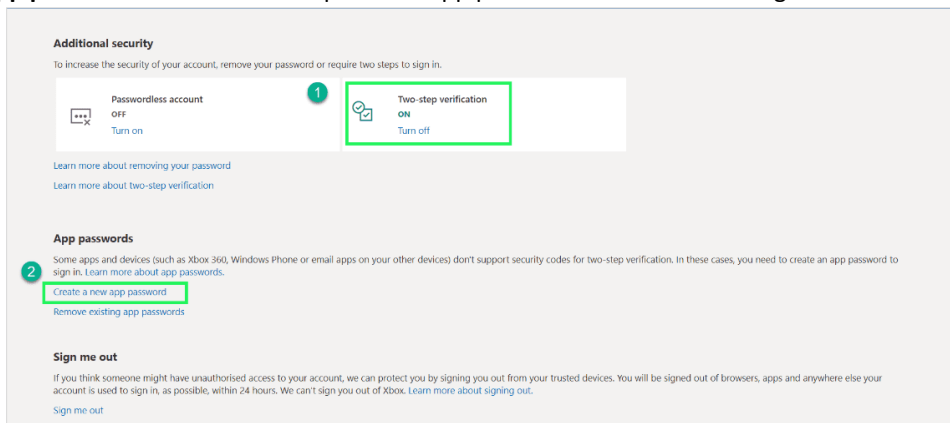 Additional security
To increase the security of your account, remove your password or require two steps to sign in.
1
Passwordless account
OFF
Turn on
Two-step verification
ON
Turn off
Learn more about removing your password
Learn more about two-step verification
App passwords
Some apps and devices (such as Xbox 360, Windows Phone or email apps on your other devices) don't support security codes for two-step verification. In these cases, you need to create an app password to
2
sign in. Learn more about app passwords.
Create a new app password
Remove existing app passwords
Sign me out
If you think someone might have unauthorised access to your account, we can protect you by signing you out from your trusted devices. You will be signed out of browsers, apps and anywhere else your
account is used to sign in, as possible, within 24 hours. We can't sign you out of Xbox. Learn more about signing out.
Sign me out